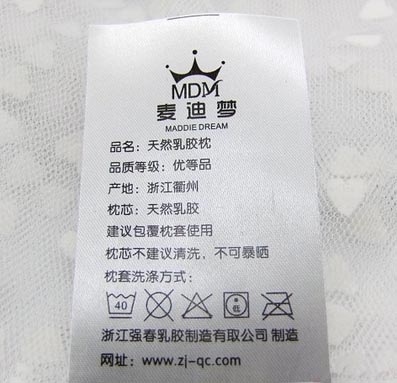 MDM
麦迪梦
MADDIE DREAM
品名：天然乳胶枕
品质等级：优等品
产地：浙江衢州
枕芯：天然乳胶
建议包覆枕套使用
枕芯不建议清洗，不可暴晒
枕套洗涤方式：
40
浙江强春乳胶制造有限公司 制造
网址：www.zj-qc.com